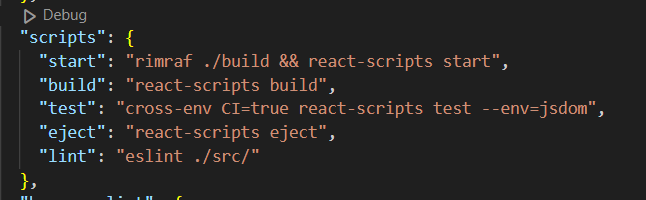 Debug
"scripts": {
"start": "rimraf ./build && react-scripts start",
"build": "react-scripts build",
"test": "cross-env CI=true react-scripts test --env=jsdom",
"eject": "react-scripts eject",
"lint": "eslint ./src/"
},